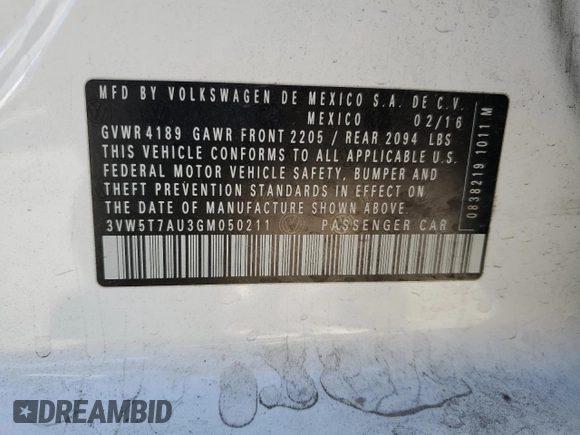 MFD BY VOLKSWAGEN DE MEXICO S.A. DE C.V.
MEXICO 02/16
GVWR 4189 GAWR FRONT 2205 / REAR 2094 LBS
THIS VEHICLE CONFORMS TO ALL APPLICABLE U.S.
FEDERAL MOTOR VEHICLE SAFETY, BUMPER AND
THEFT PREVENTION STANDARDS IN EFFECT ON
THE DATE OF MANUFACTURE SHOWN ABOVE.
3VW5T7AU3GM050211 PASSENGER CAR
0838219 1011 M
DREAMBID